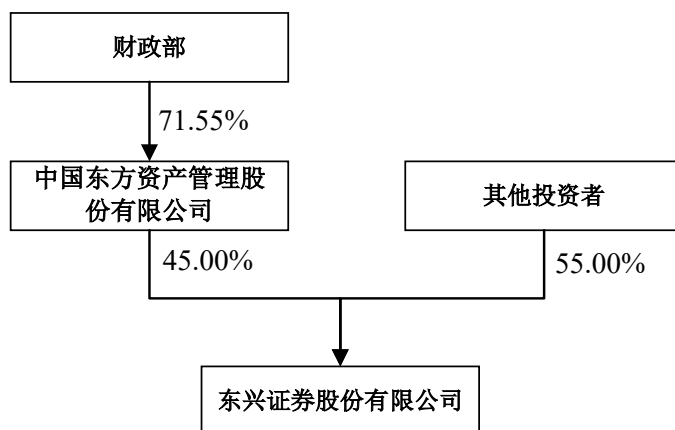 财政部
71.55%
中国东方资产管理股
份有限公司
其他投资者
45.00%
55.00%
东兴证券股份有限公司